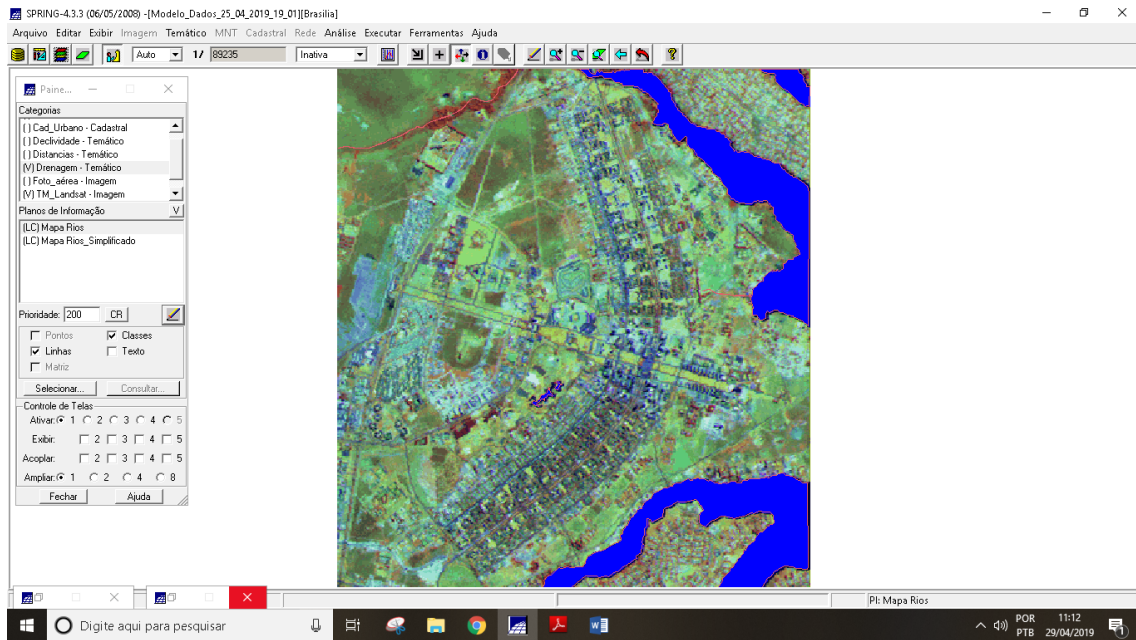 SPRING-4.3.3 (06/05/2008) -[Modelo_Dados_25_04_2019_19_01][Brasilia]
Arquivo Editar Exibir Imagem Temático MNT Cadastral Rede Análise Executar Ferramentas Ajuda
Auto 1/ 89235 Inativa
Paine...
Categorias
( ) Cad_Urbano - Cadastral
( ) Declividade - Temático
( ) Distancias - Temático
(V) Drenagem - Temático
( ) Foto_aérea - Imagem
(V) TM_Landsat - Imagem
Planos de Informação V
(LC) Mapa Rios
(LC) Mapa Rios_Simplificado
Prioridade: 200 CR
Pontos Classes
Linhas Texto
Matriz
Selecionar... Consultar...
Controle de Telas
Ativar: 1 2 3 4 5
Exibir: 2 3 4 5
Acoplar: 2 3 4 5
Ampliar: 1 2 4 8
Fechar Ajuda
PI: Mapa Rios
Digite aqui para pesquisar
POR 11:12
PTB 29/04/2019